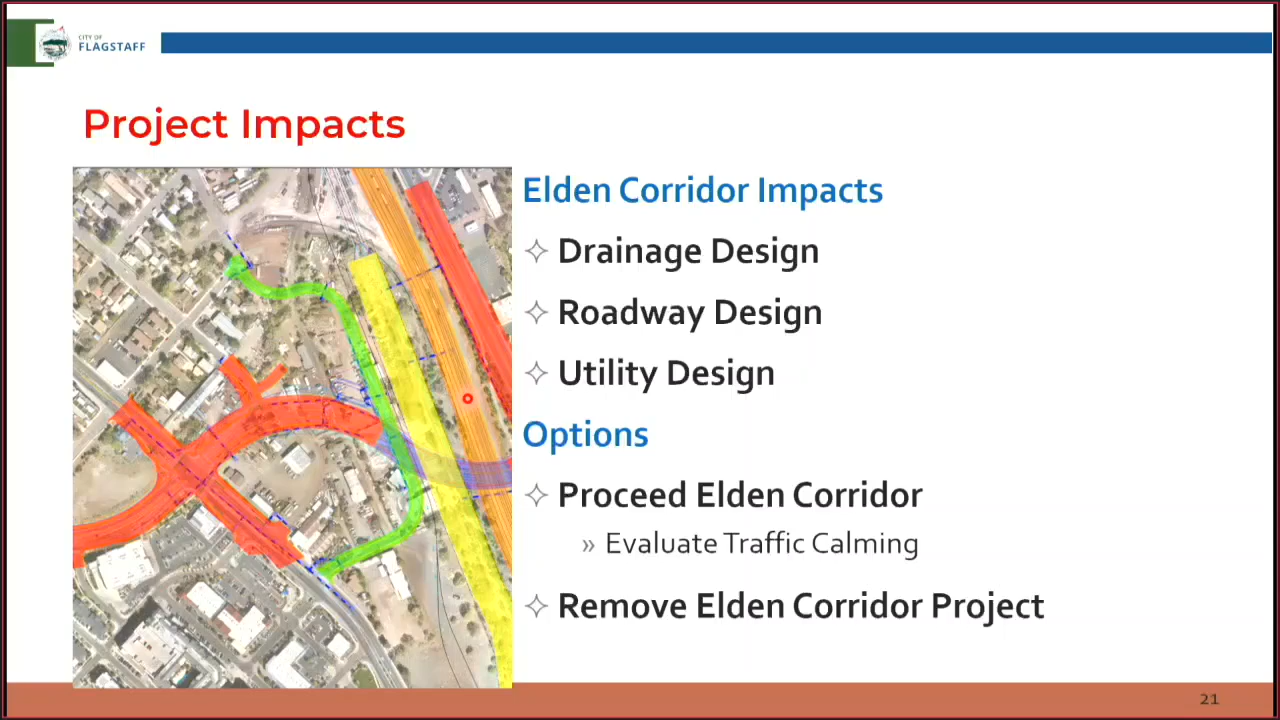 CITY OF
FLAGSTAFF
Project Impacts
Elden Corridor Impacts
Drainage Design
Roadway Design
Utility Design
Options
Proceed Elden Corridor
» Evaluate Traffic Calming
Remove Elden Corridor Project
21